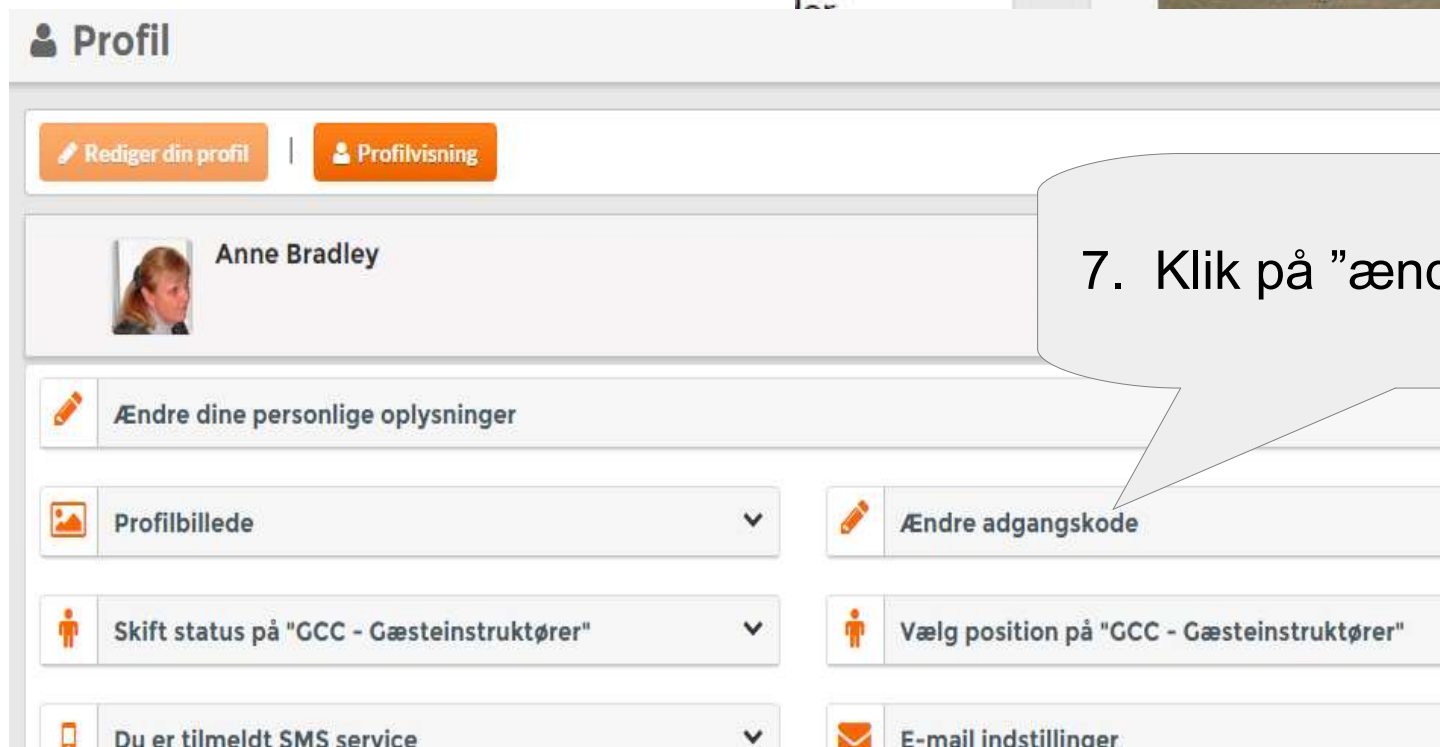 Profil
Rediger din profil | Profilvisning
Anne Bradley
7. Klik på ”ænd
Ændre dine personlige oplysninger
Profilbillede
Ændre adgangskode
Skift status på "GCC - Gæsteinstruktører"
Vælg position på "GCC - Gæsteinstruktører"
Du er tilmeldt SMS service
E-mail indstillinger